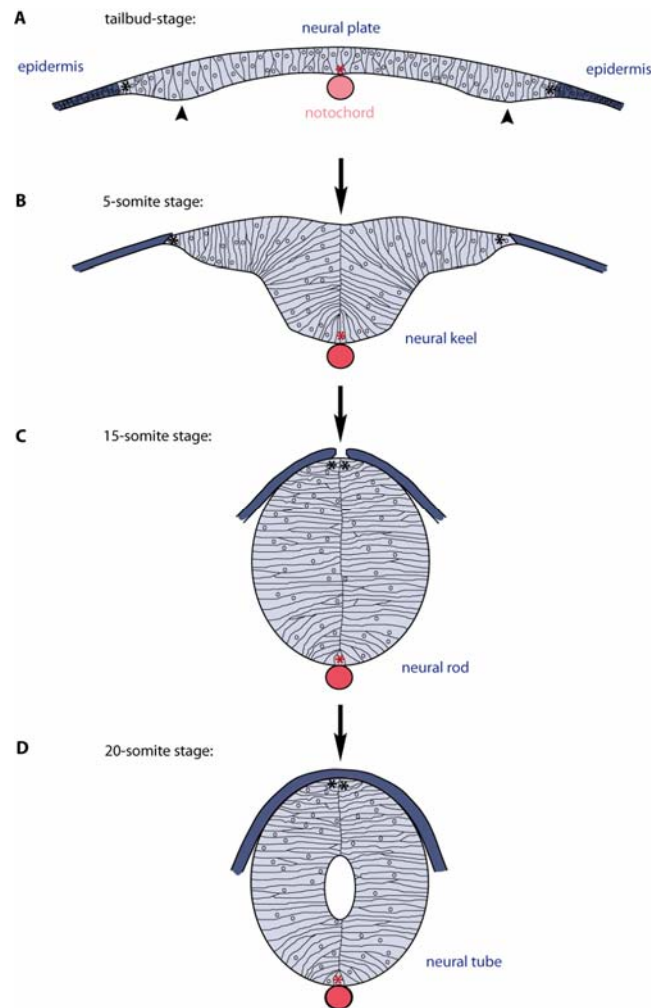 A
tailbud-stage:
neural plate
epidermis
epidermis
notochord
B
5-somite stage:
neural keel
C
15-somite stage:
neural rod
D
20-somite stage:
neural tube